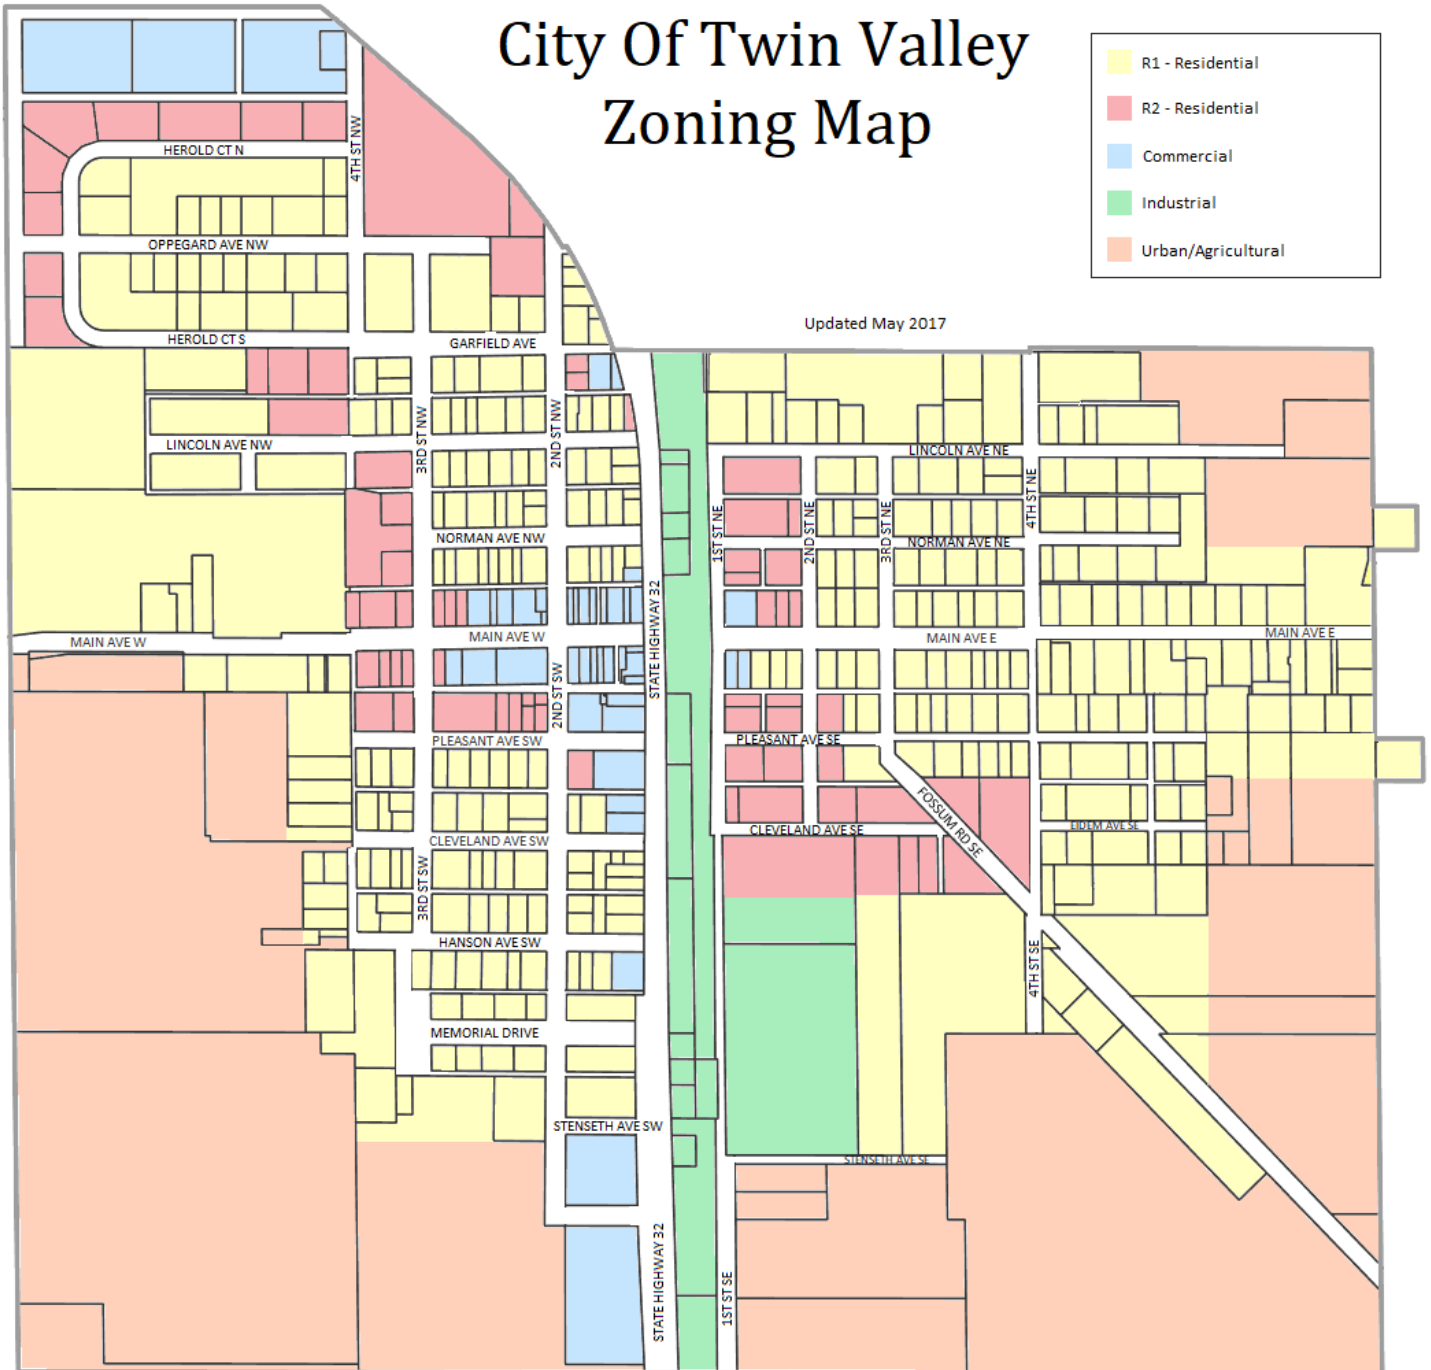 City Of Twin Valley
Zoning Map
R1 - Residential
R2 - Residential
Commercial
Industrial
Urban/Agricultural
Updated May 2017
4TH ST NW
HEROLD CT N
OPPEGARD AVE NW
HEROLD CT S
GARFIELD AVE
3RD ST NW
2ND ST NW
LINCOLN AVE NW
LINCOLN AVE NE
4TH ST NE
1ST ST NE
2ND ST NE
3RD ST NE
NORMAN AVE NW
NORMAN AVE NE
STATE HIGHWAY 32
MAIN AVE W
MAIN AVE W
MAIN AVE E
MAIN AVE E
2ND ST SW
PLEASANT AVE SW
PLEASANT AVE SE
FOSSUM RD SE
CLEVELAND AVE SW
CLEVELAND AVE SE
LIDEM AVE SE
3RD ST SW
HANSON AVE SW
4TH ST SE
MEMORIAL DRIVE
STENSETH AVE SW
STENSETH AVE SE
STATE HIGHWAY 32
1ST ST SE